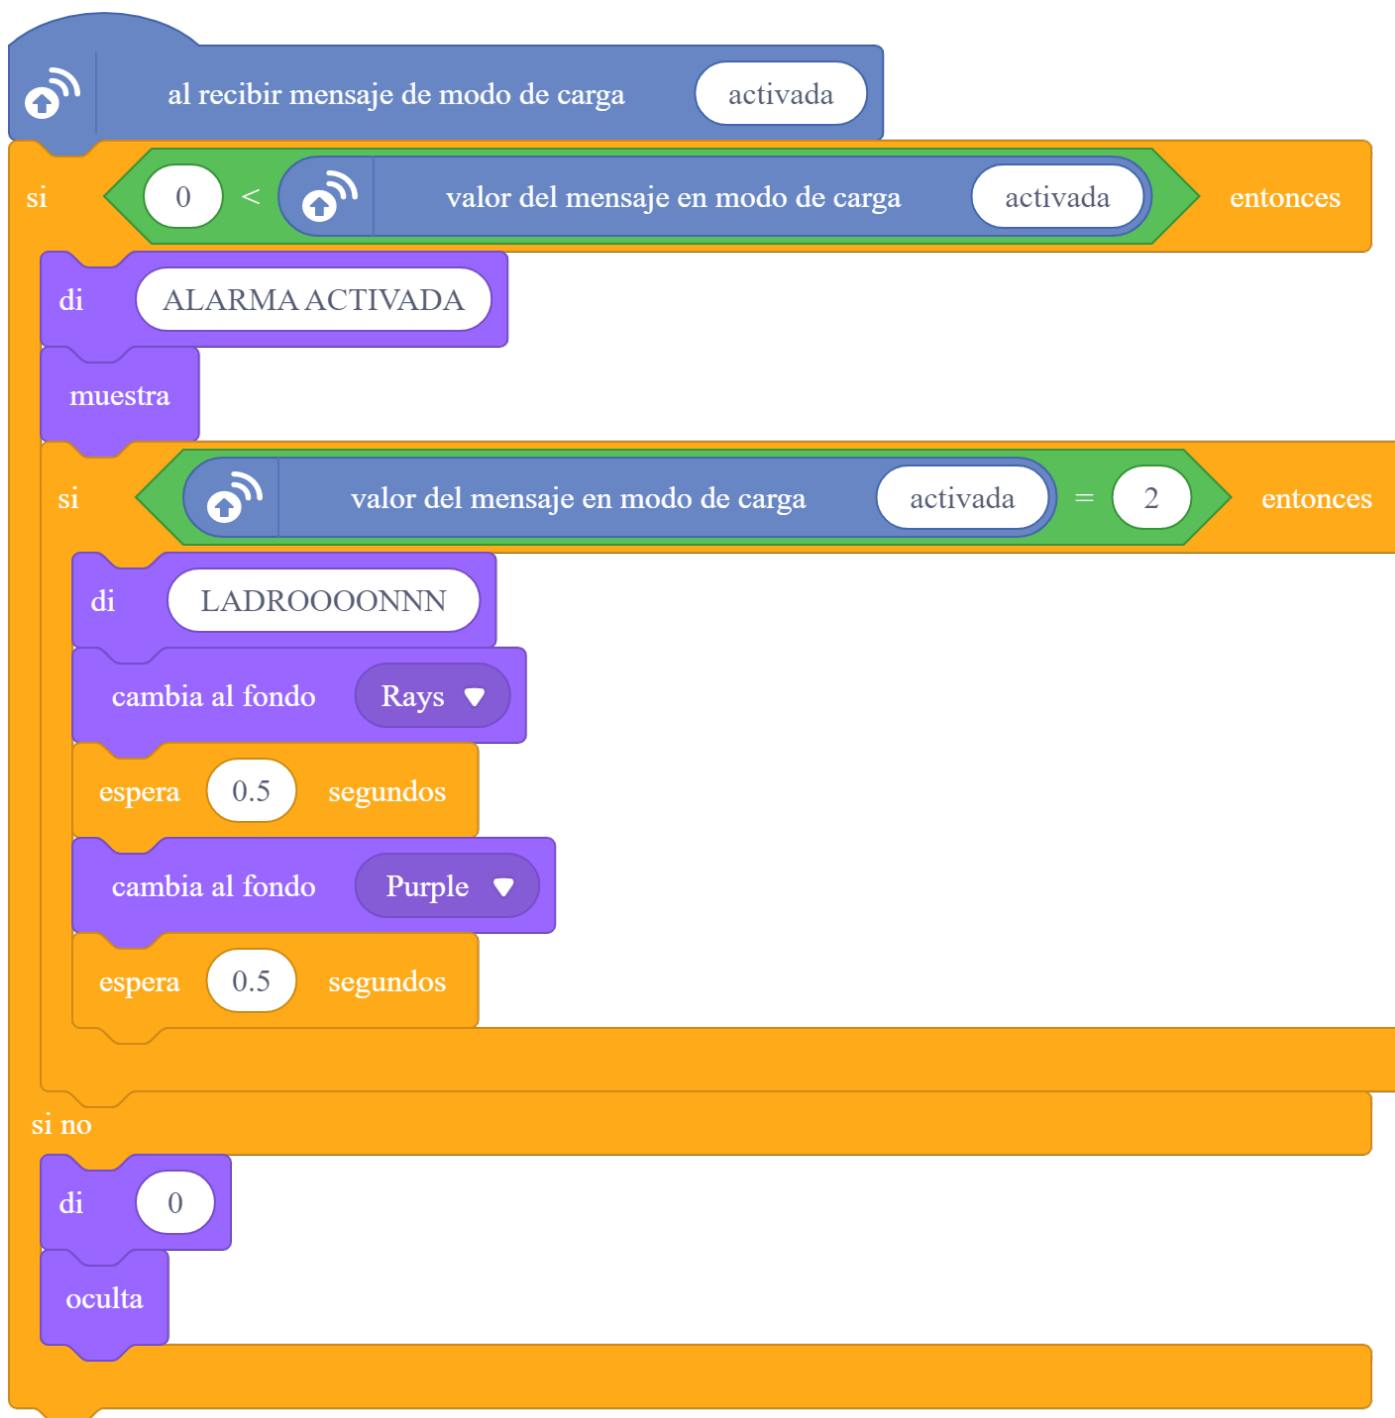 al recibir mensaje de modo de carga activada
si 0 < valor del mensaje en modo de carga activada entonces
di ALARMA ACTIVADA
muestra
si valor del mensaje en modo de carga activada = 2 entonces
di LADROOOONNN
cambia al fondo Rays
espera 0.5 segundos
cambia al fondo Purple
espera 0.5 segundos
si no
di 0
oculta